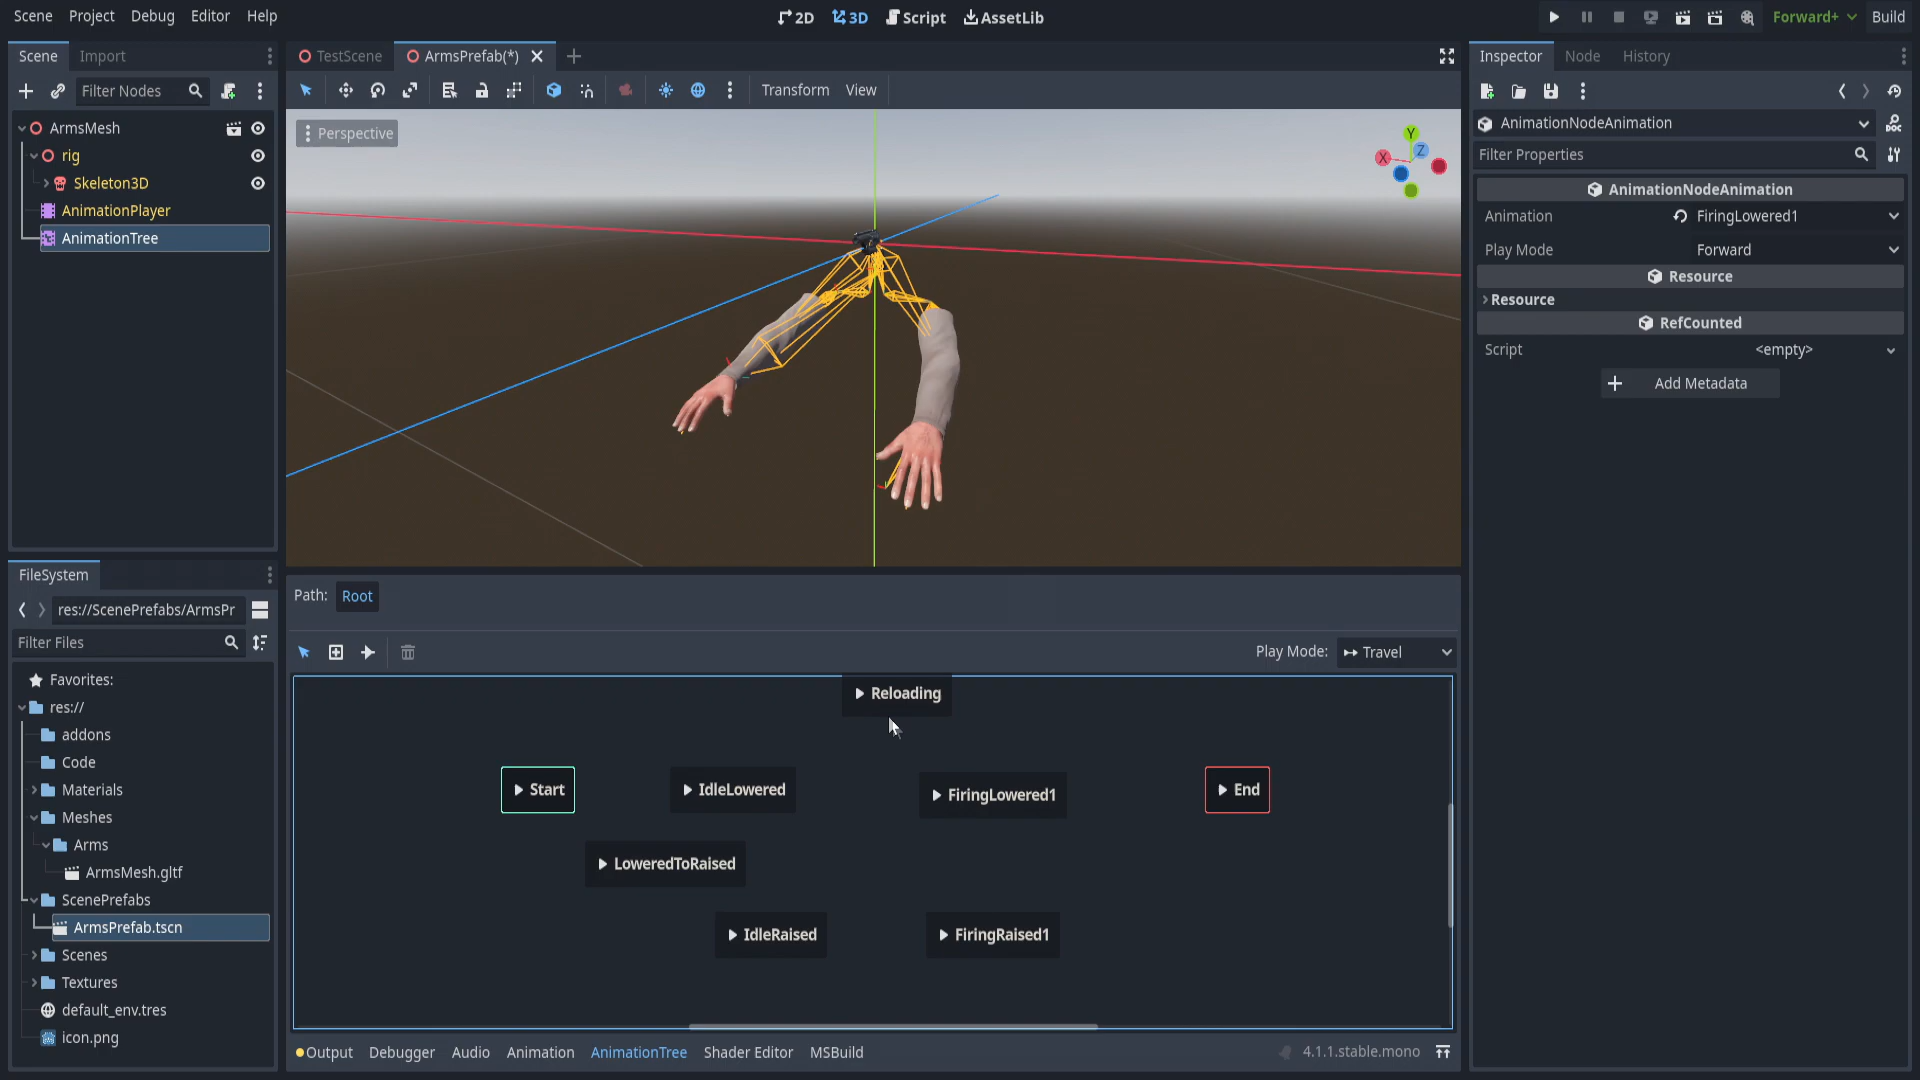 Scene Project Debug Editor Help
2D 3D Script AssetLib
Forward+ Build
Scene Import
Filter Nodes
ArmsMesh
rig
Skeleton3D
AnimationPlayer
AnimationTree
TestScene ArmsPrefab(*)
Transform View
Perspective
Y
X
Z
Path: Root
Play Mode: Travel
Reloading
Start IdleLowered FiringLowered1 End
LoweredToRaised
IdleRaised FiringRaised1
Output Debugger Audio Animation AnimationTree Shader Editor MSBuild
4.1.1.stable.mono
FileSystem
res://ScenePrefabs/ArmsPr
Filter Files
Favorites:
res://
addons
Code
Materials
Meshes
Arms
ArmsMesh.gltf
ScenePrefabs
ArmsPrefab.tscn
Scenes
Textures
default_env.tres
icon.png
Inspector Node History
AnimationNodeAnimation
Filter Properties
AnimationNodeAnimation
Animation FiringLowered1
Play Mode Forward
Resource
Resource
RefCounted
Script <empty>
Add Metadata